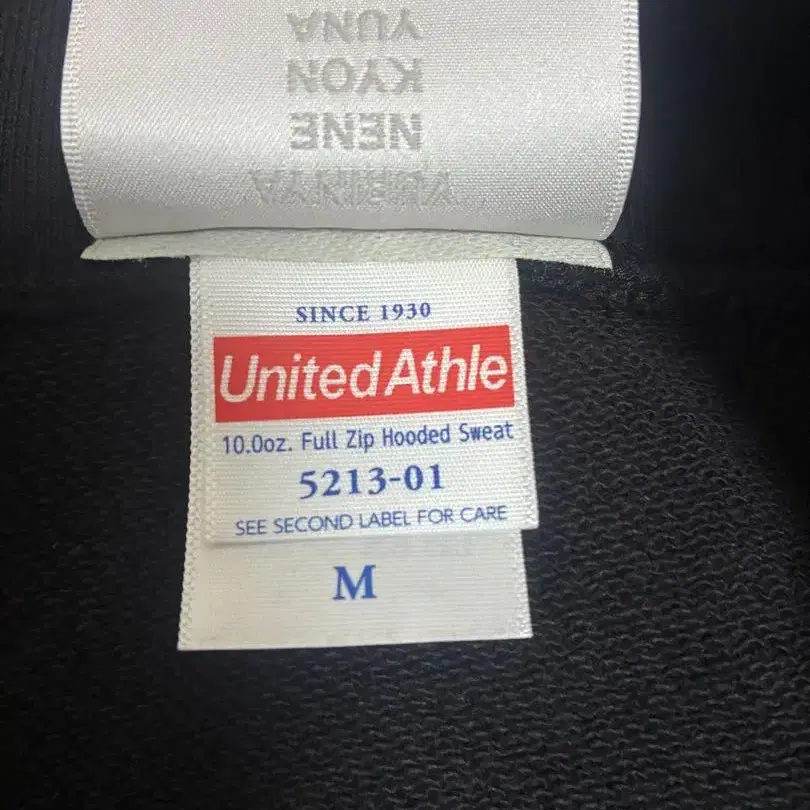 YURINYA
NENE
KYON
YUNA
SINCE 1930
United Athle
10.0oz. Full Zip Hooded Sweat
5213-01
SEE SECOND LABEL FOR CARE
M